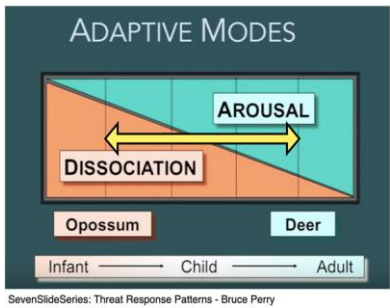 ADAPTIVE MODES
AROUSAL
DISSOCIATION
Opossum Deer
Infant Child Adult
SevenSlideSeries: Threat Response Patterns - Bruce Perry